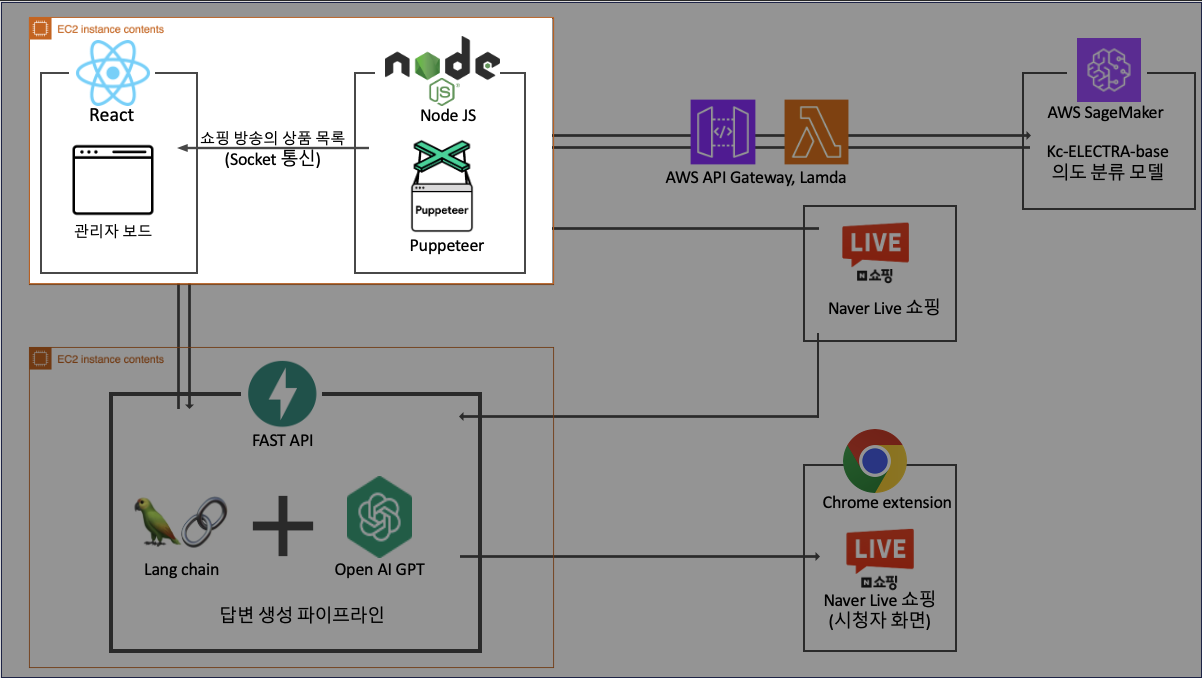 EC2 instance contents
node
JS
React
Node JS
쇼핑 방송의 상품 목록
(Socket 통신)
Puppeteer
관리자 보드
Puppeteer
</>
AWS API Gateway, Lamda
AWS SageMaker
Kc-ELECTRA-base
의도 분류 모델
LIVE
N 쇼핑
Naver Live 쇼핑
EC2 instance contents
FAST API
Lang chain
Open AI GPT
답변 생성 파이프라인
Chrome extension
LIVE
N 쇼핑
Naver Live 쇼핑
(시청자 화면)